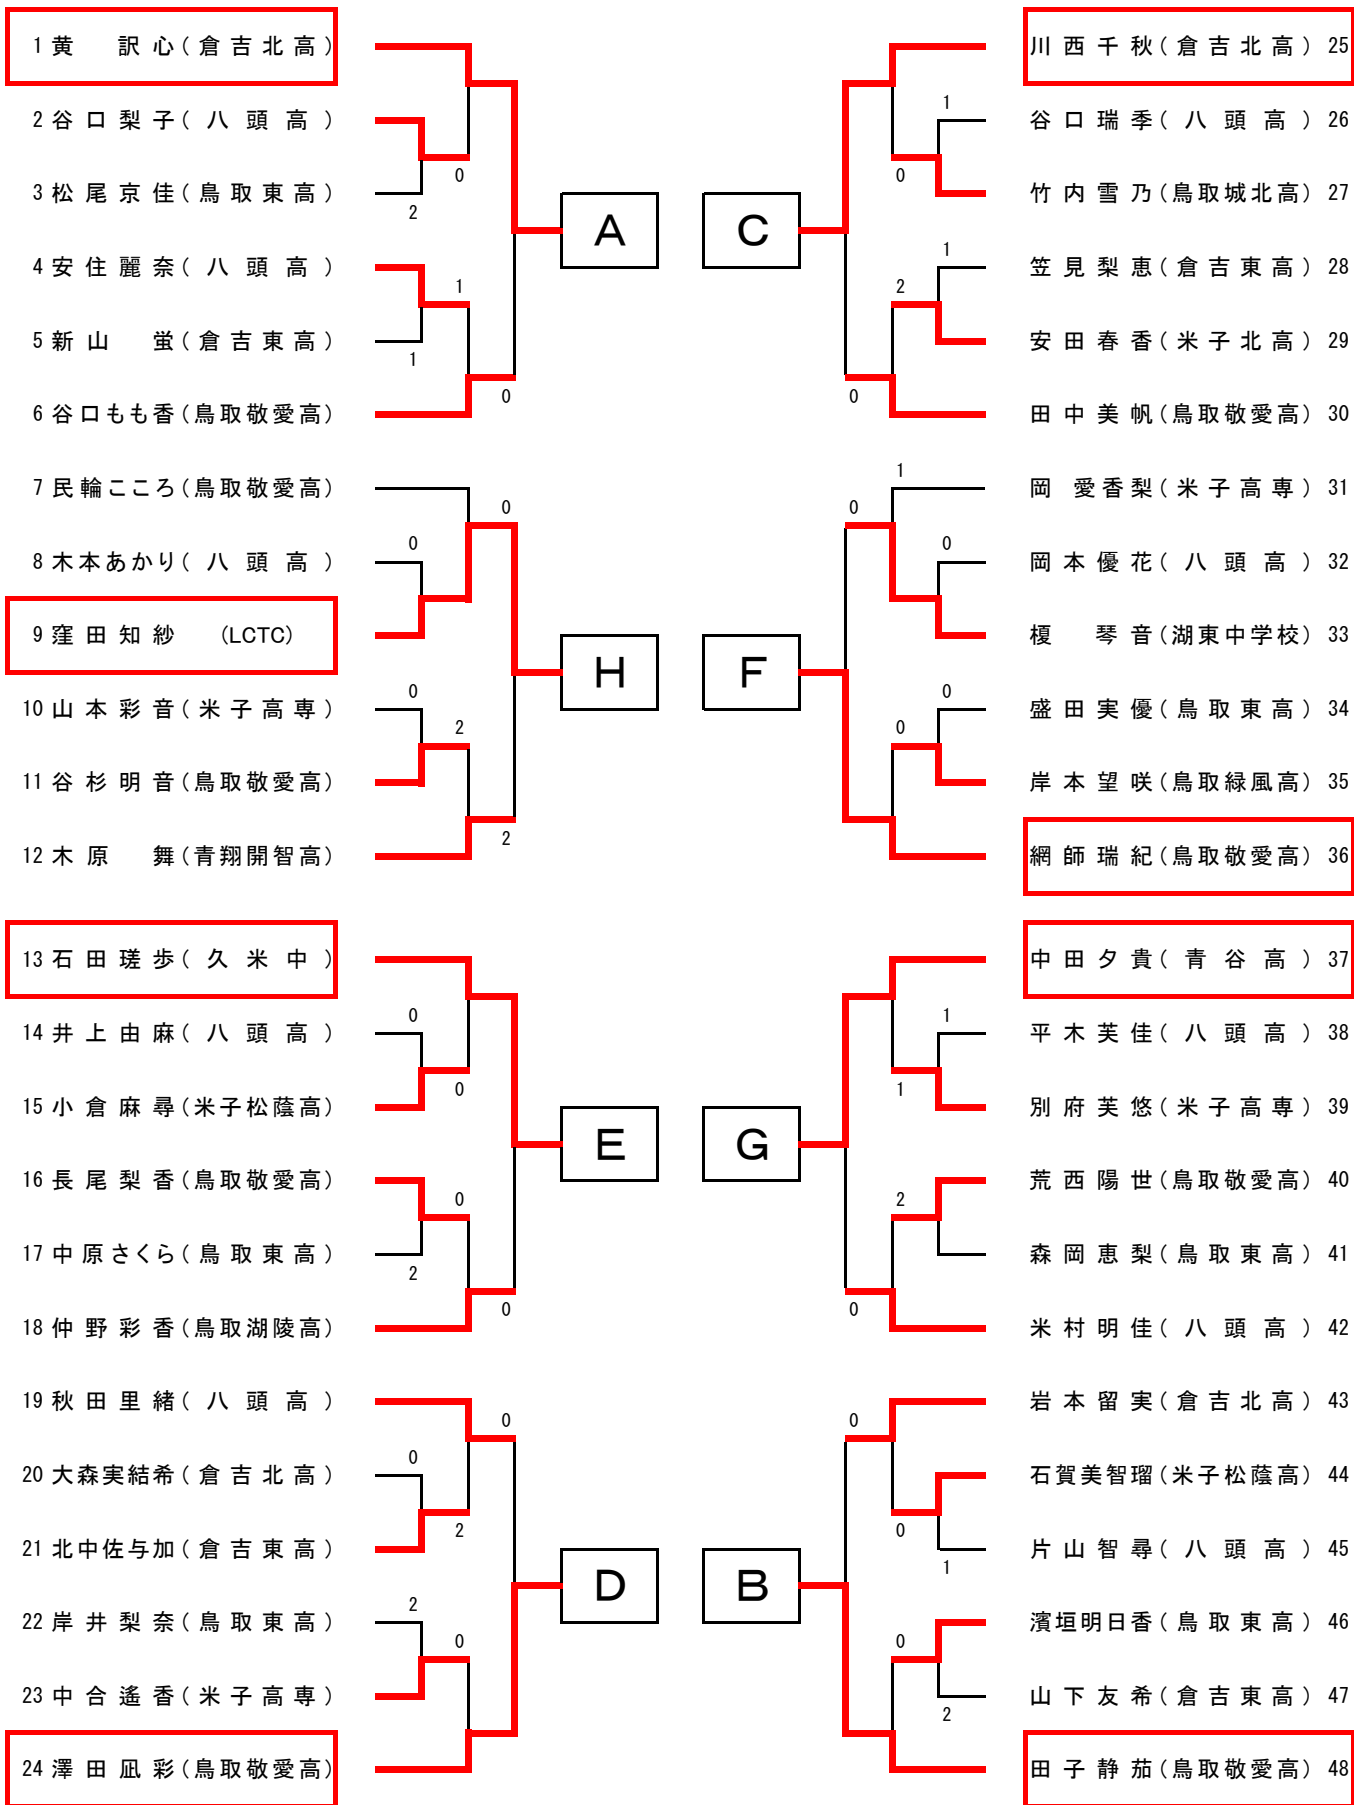 1 黄 訳心(倉吉北高)
2 谷口梨子(八頭高)
0
3 松尾京佳(鳥取東高)
2
A
4 安住麗奈(八頭高)
1
5 新山 蛍(倉吉東高)
1
0
6 谷口もも香(鳥取敬愛高)
7 民輪こころ(鳥取敬愛高)
0
0
8 木本あかり(八頭高)
9 窪田知紗 (LCTC)
H
0
10 山本彩音(米子高専)
2
11 谷杉明音(鳥取敬愛高)
2
12 木原 舞(青翔開智高)
13 石田瑳歩(久米中)
0
14 井上由麻(八頭高)
0
15 小倉麻尋(米子松蔭高)
E
16 長尾梨香(鳥取敬愛高)
0
17 中原さくら(鳥取東高)
2
0
18 仲野彩香(鳥取湖陵高)
19 秋田里緒(八頭高)
0
0
20 大森実結希(倉吉北高)
2
21 北中佐与加(倉吉東高)
D
2
22 岸井梨奈(鳥取東高)
0
23 中合遙香(米子高専)
24 澤田凪彩(鳥取敬愛高)
川西千秋(倉吉北高) 25
1
谷口瑞季(八頭高) 26
0
竹内雪乃(鳥取城北高) 27
C
1
笠見梨恵(倉吉東高) 28
2
安田春香(米子北高) 29
0
田中美帆(鳥取敬愛高) 30
1
岡 愛香梨(米子高専) 31
0
0
岡本優花(八頭高) 32
榎 琴音(湖東中学校) 33
F
0
盛田実優(鳥取東高) 34
0
岸本望咲(鳥取緑風高) 35
網師瑞紀(鳥取敬愛高) 36
中田夕貴(青谷高) 37
1
平木芙佳(八頭高) 38
1
別府芙悠(米子高専) 39
G
荒西陽世(鳥取敬愛高) 40
2
森岡恵梨(鳥取東高) 41
0
米村明佳(八頭高) 42
岩本留実(倉吉北高) 43
0
石賀美智瑠(米子松蔭高) 44
0
片山智尋(八頭高) 45
1
B
濱垣明日香(鳥取東高) 46
0
山下友希(倉吉東高) 47
2
田子静茄(鳥取敬愛高) 48